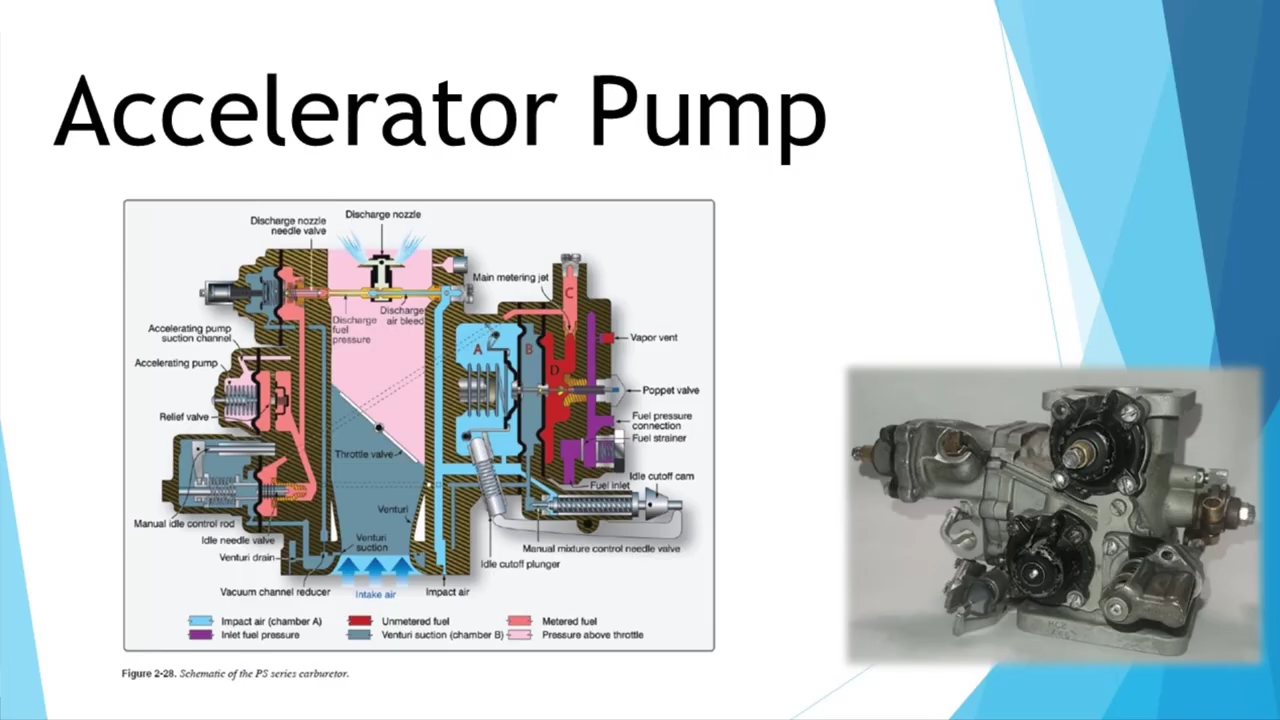 Accelerator Pump
Discharge nozzle
Discharge nozzle
needle valve
Main metering jet
C
Discharge
air bleed
Discharge
fuel
pressure
Accelerating pump
suction channel
Vapor vent
A
B
Accelerating pump
D
Poppet valve
Relief valve
Fuel pressure
connection
Fuel strainer
Throttle valve
Idle cutoff cam
Fuel inlet
Venturi
Manual idle control rod
Idle needle valve
Venturi
suction
Manual mixture control needle valve
Venturi drain
Idle cutoff plunger
Vacuum channel reducer
Intake air
Impact air
Impact air (chamber A)
Unmetered fuel
Metered fuel
Inlet fuel pressure
Venturi suction (chamber B)
Pressure above throttle
Figure 2-28. Schematic of the PS series carburetor.